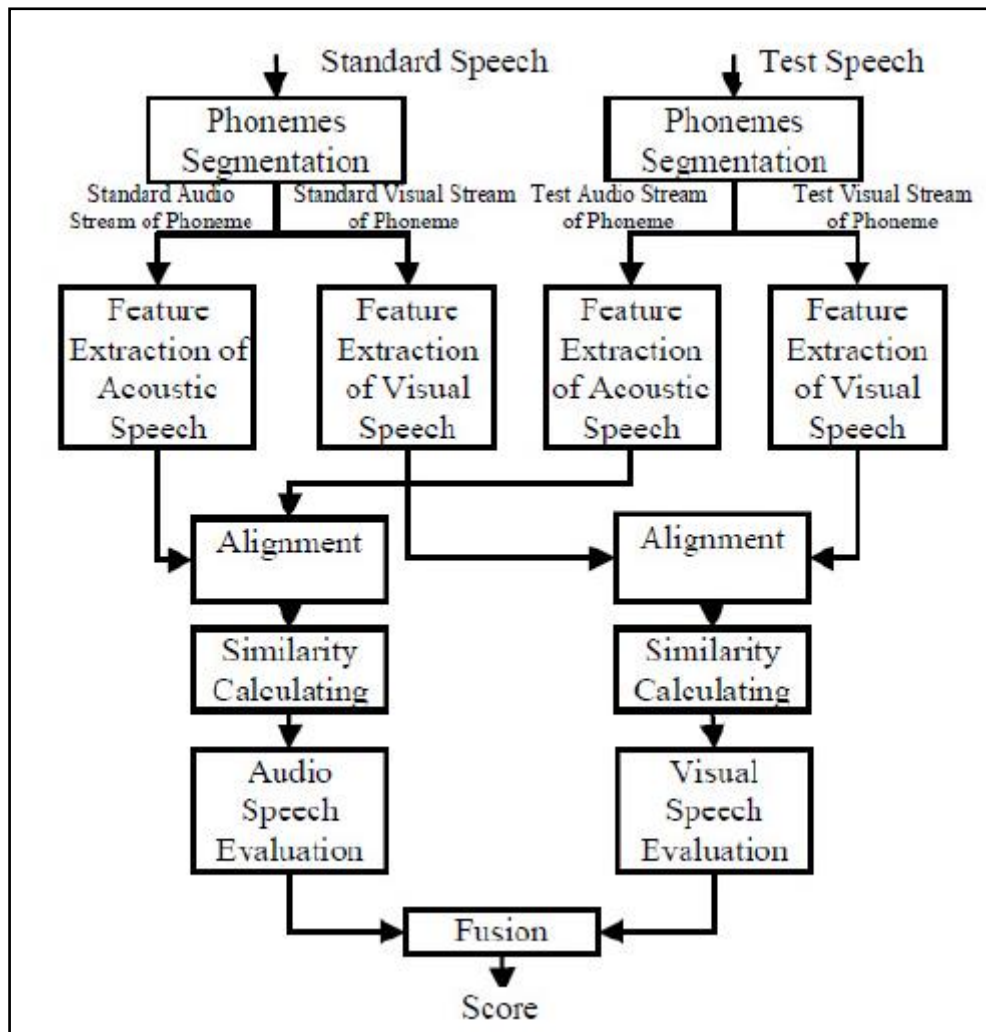 Standard Speech
Test Speech
Phonemes
Segmentation
Phonemes
Segmentation
Standard Audio
Stream of Phoneme
Standard Visual Stream
of Phoneme
Test Audio Stream
of Phoneme
Test Visual Stream
of Phoneme
Feature
Extraction of
Acoustic
Speech
Feature
Extraction
of Visual
Speech
Feature
Extraction
of Acoustic
Speech
Feature
Extraction
of Visual
Speech
Alignment
Alignment
Similarity
Calculating
Similarity
Calculating
Audio
Speech
Evaluation
Visual
Speech
Evaluation
Fusion
Score